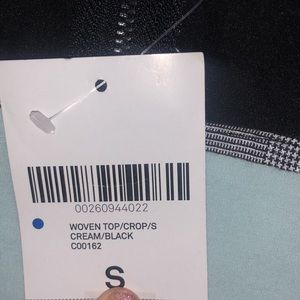 00260944022
WOVEN TOP/CROP/S
CREAM/BLACK
C00162
S